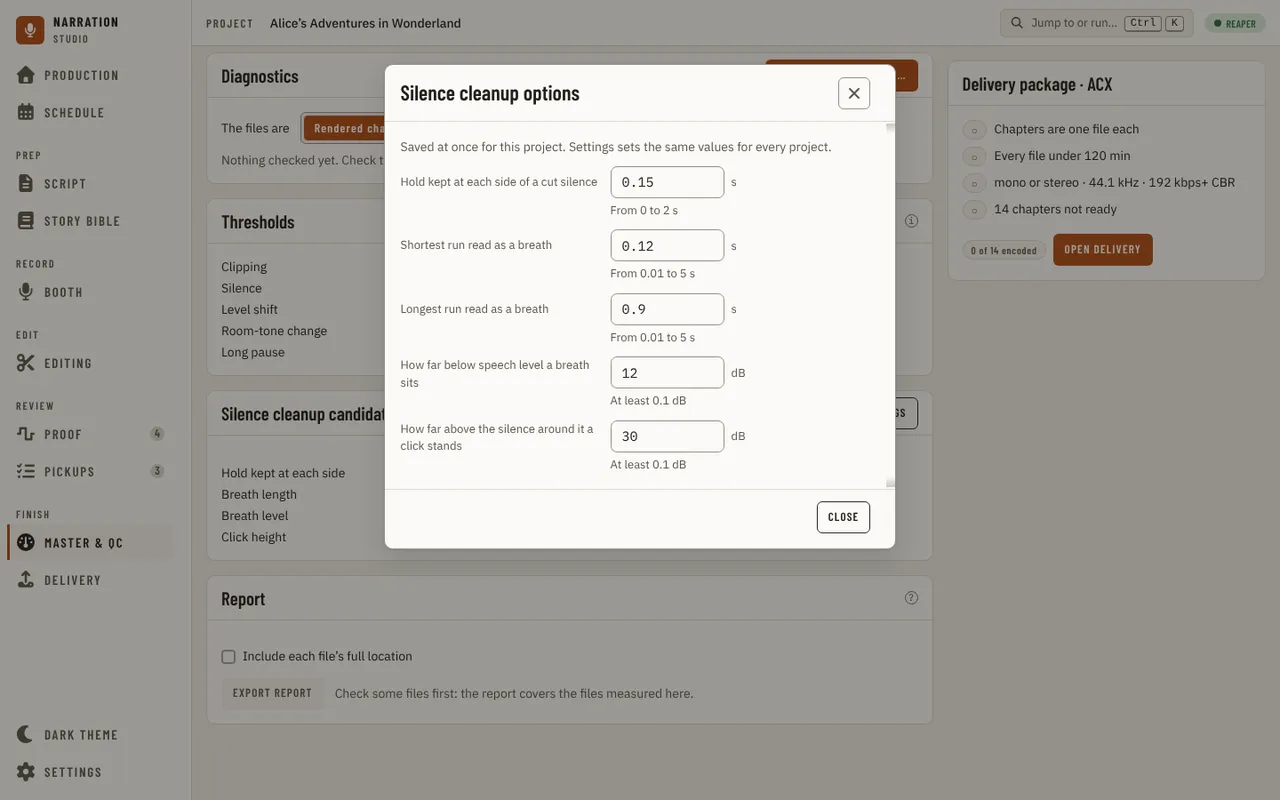 NARRATION
STUDIO
PRODUCTION
SCHEDULE
PREP
SCRIPT
STORY BIBLE
RECORD
BOOTH
EDIT
EDITING
REVIEW
PROOF 4
PICKUPS 3
FINISH
MASTER & QC
DELIVERY
DARK THEME
SETTINGS
PROJECT Alice's Adventures in Wonderland
Jump to or run... Ctrl K
REAPER
Diagnostics
The files are Rendered cha
Nothing checked yet. Check t
Thresholds
Clipping
Silence
Level shift
Room-tone change
Long pause
Silence cleanup candidat
GS
Hold kept at each side
Breath length
Breath level
Click height
Report
Include each file's full location
EXPORT REPORT Check some files first: the report covers the files measured here.
Silence cleanup options
Saved at once for this project. Settings sets the same values for every project.
Hold kept at each side of a cut silence 0.15 s
From 0 to 2 s
Shortest run read as a breath 0.12 s
From 0.01 to 5 s
Longest run read as a breath 0.9 s
From 0.01 to 5 s
How far below speech level a breath
sits
12 dB
At least 0.1 dB
How far above the silence around it a
click stands
30 dB
At least 0.1 dB
CLOSE
Delivery package · ACX
Chapters are one file each
Every file under 120 min
mono or stereo · 44.1 kHz · 192 kbps+ CBR
14 chapters not ready
0 of 14 encoded OPEN DELIVERY